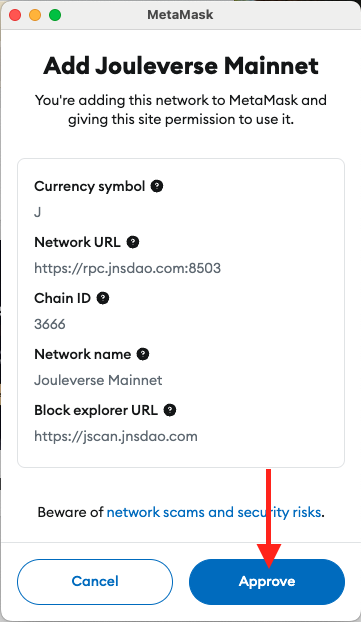 MetaMask
Add Jouleverse Mainnet
You're adding this network to MetaMask and
giving this site permission to use it.
Currency symbol ?
J
Network URL ?
https://rpc.jnsdao.com:8503
Chain ID ?
3666
Network name ?
Jouleverse Mainnet
Block explorer URL ?
https://jscan.jnsdao.com
Beware of network scams and security risks.
Cancel
Approve